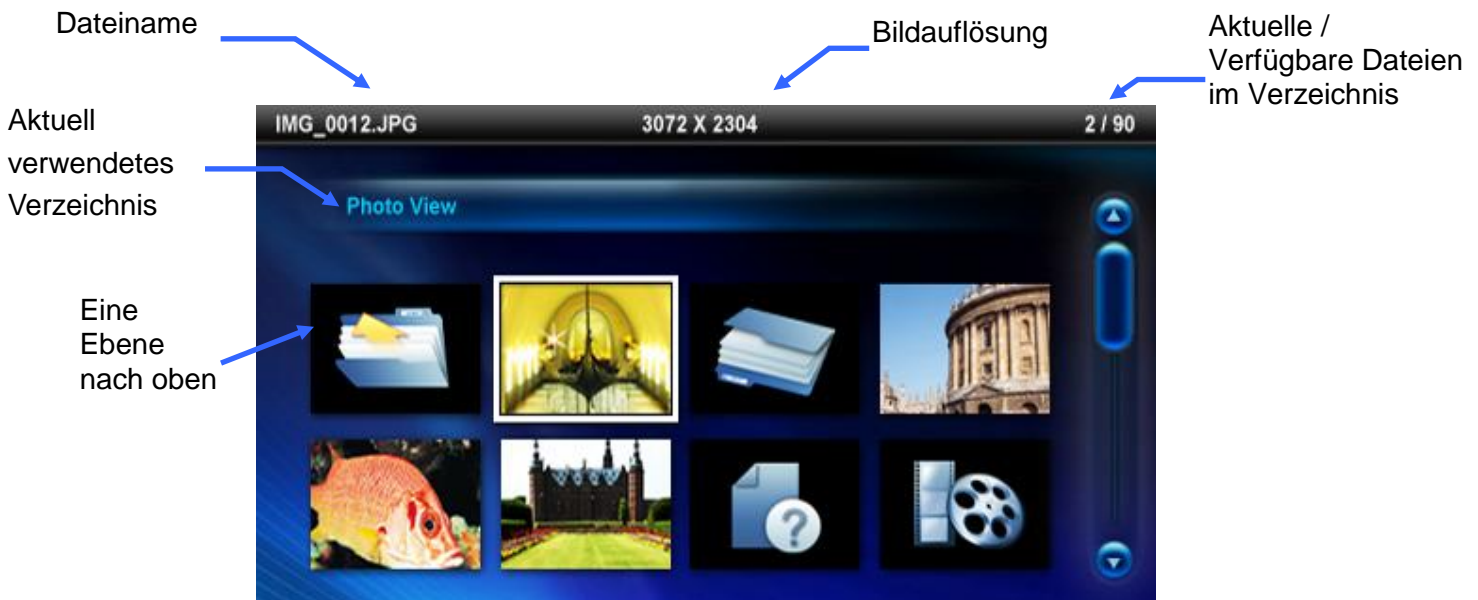 Dateiname
Bildauflösung
Aktuelle /
Verfügbare Dateien
im Verzeichnis
Aktuell
verwendetes
Verzeichnis
IMG_0012.JPG
3072 X 2304
2 / 90
Photo View
Eine
Ebene
nach oben
?